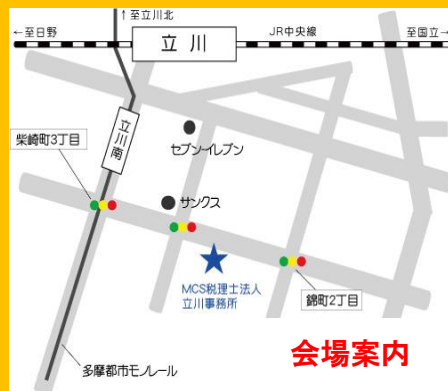 ↑至立川北
←至日野
立川
JR中央線
至国立→
柴崎町3丁目
立川南
セブン-イレブン
サンクス
MCS税理士法人
立川事務所
錦町2丁目
会場案内
多摩都市モノレール